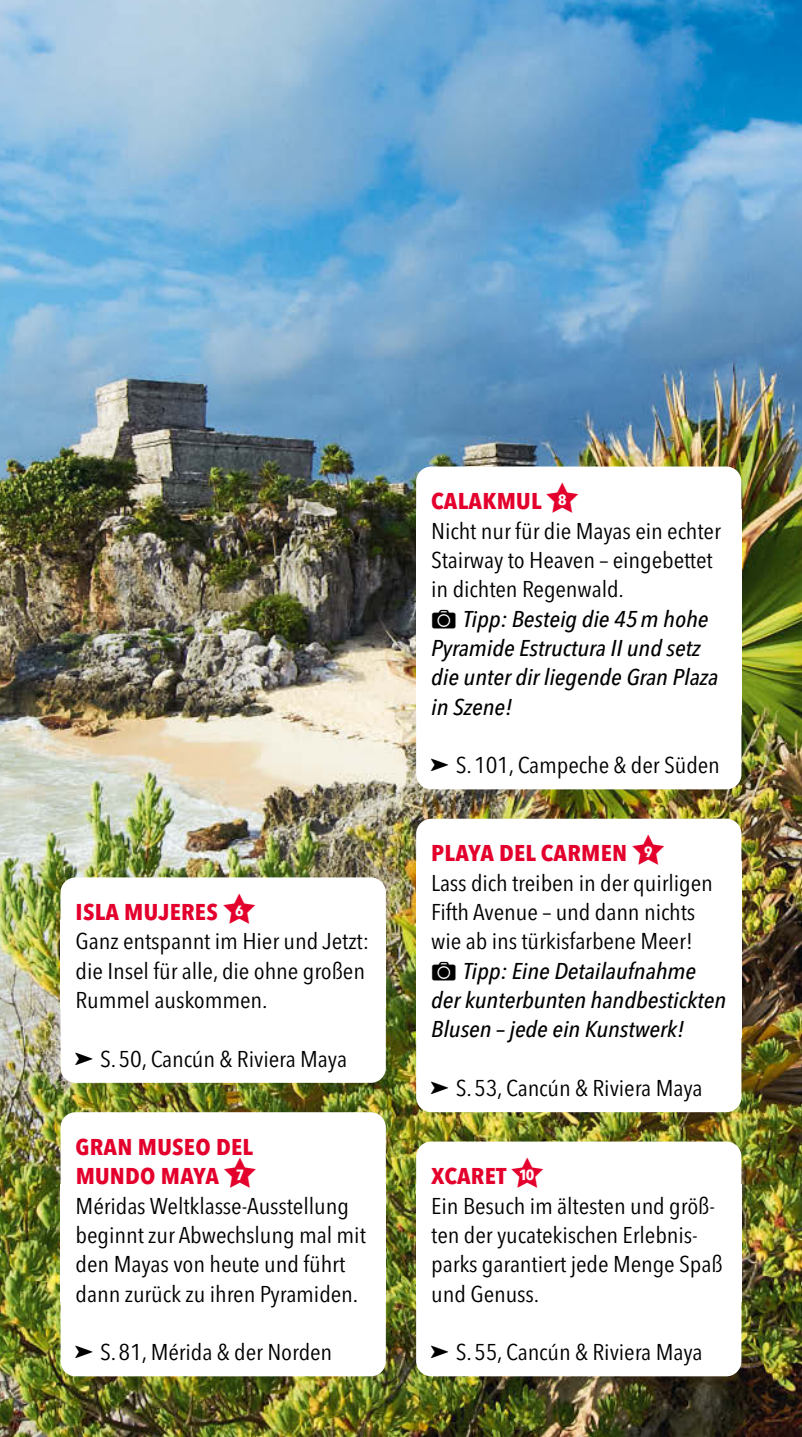 ISLA MUJERES 6
Ganz entspannt im Hier und Jetzt:
die Insel für alle, die ohne großen
Rummel auskommen.
➤ S. 50, Cancún & Riviera Maya
GRAN MUSEO DEL
MUNDO MAYA 7
Méridas Weltklasse-Ausstellung
beginnt zur Abwechslung mal mit
den Mayas von heute und führt
dann zurück zu ihren Pyramiden.
➤ S. 81, Mérida & der Norden
CALAKMUL 8
Nicht nur für die Mayas ein echter
Stairway to Heaven – eingebettet
in dichten Regenwald.
Tipp: Besteig die 45 m hohe
Pyramide Estructura II und setz
die unter dir liegende Gran Plaza
in Szene!
➤ S. 101, Campeche & der Süden
PLAYA DEL CARMEN 9
Lass dich treiben in der quirligen
Fifth Avenue – und dann nichts
wie ab ins türkisfarbene Meer!
Tipp: Eine Detailaufnahme
der kunterbunten handbestickten
Blusen – jede ein Kunstwerk!
➤ S. 53, Cancún & Riviera Maya
XCARET 10
Ein Besuch im ältesten und größ-
ten der yucatekischen Erlebnis-
parks garantiert jede Menge Spaß
und Genuss.
➤ S. 55, Cancún & Riviera Maya